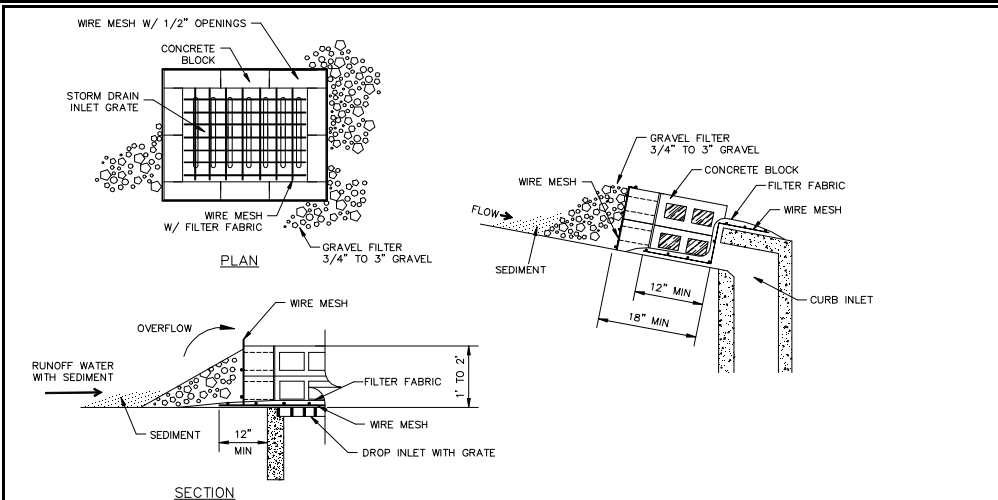 WIRE MESH W/ 1/2" OPENINGS
CONCRETE
BLOCK
STORM DRAIN
INLET GRATE
WIRE MESH
W/ FILTER FABRIC
GRAVEL FILTER
3/4" TO 3" GRAVEL
PLAN
GRAVEL FILTER
3/4" TO 3" GRAVEL
CONCRETE BLOCK
WIRE MESH
FILTER FABRIC
WIRE MESH
FLOW
SEDIMENT
12" MIN
18" MIN
CURB INLET
WIRE MESH
OVERFLOW
RUNOFF WATER
WITH SEDIMENT
1' TO 2'
FILTER FABRIC
WIRE MESH
SEDIMENT
12"
MIN
DROP INLET WITH GRATE
SECTION